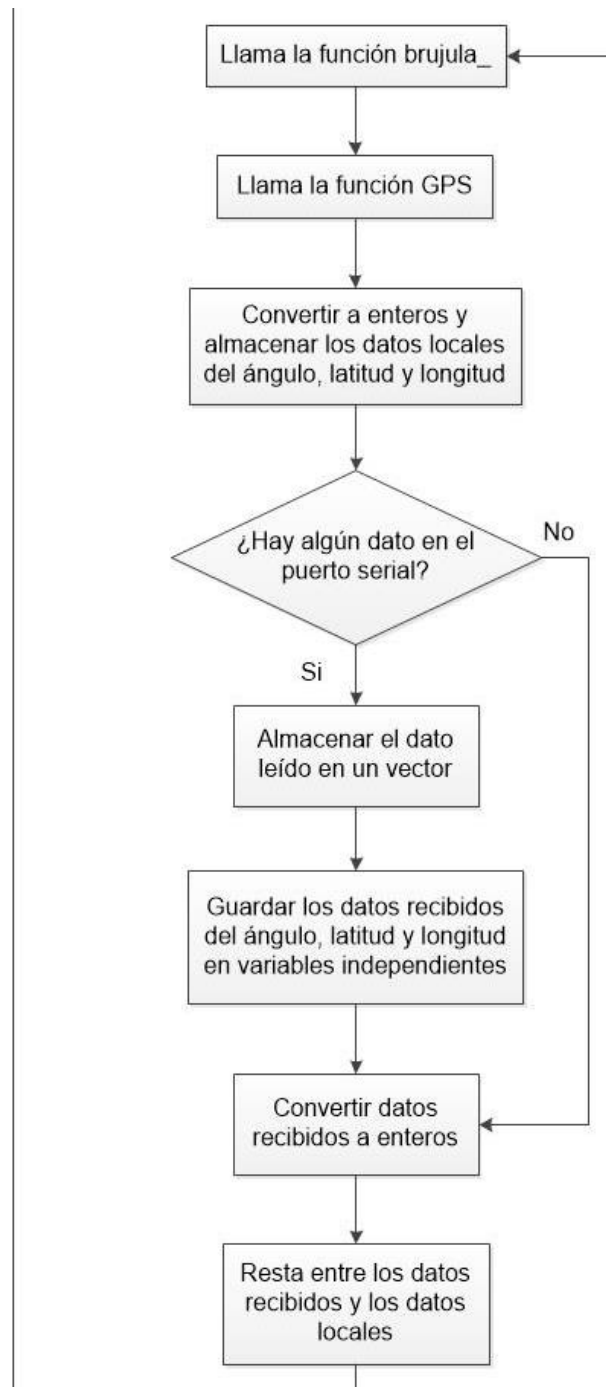 Llama la función brujula_
Llama la función GPS
Convertir a enteros y
almacenar los datos locales
del ángulo, latitud y longitud
¿Hay algún dato en el
puerto serial?
No
Si
Almacenar el dato
leído en un vector
Guardar los datos recibidos
del ángulo, latitud y longitud
en variables independientes
Convertir datos
recibidos a enteros
Resta entre los datos
recibidos y los datos
locales